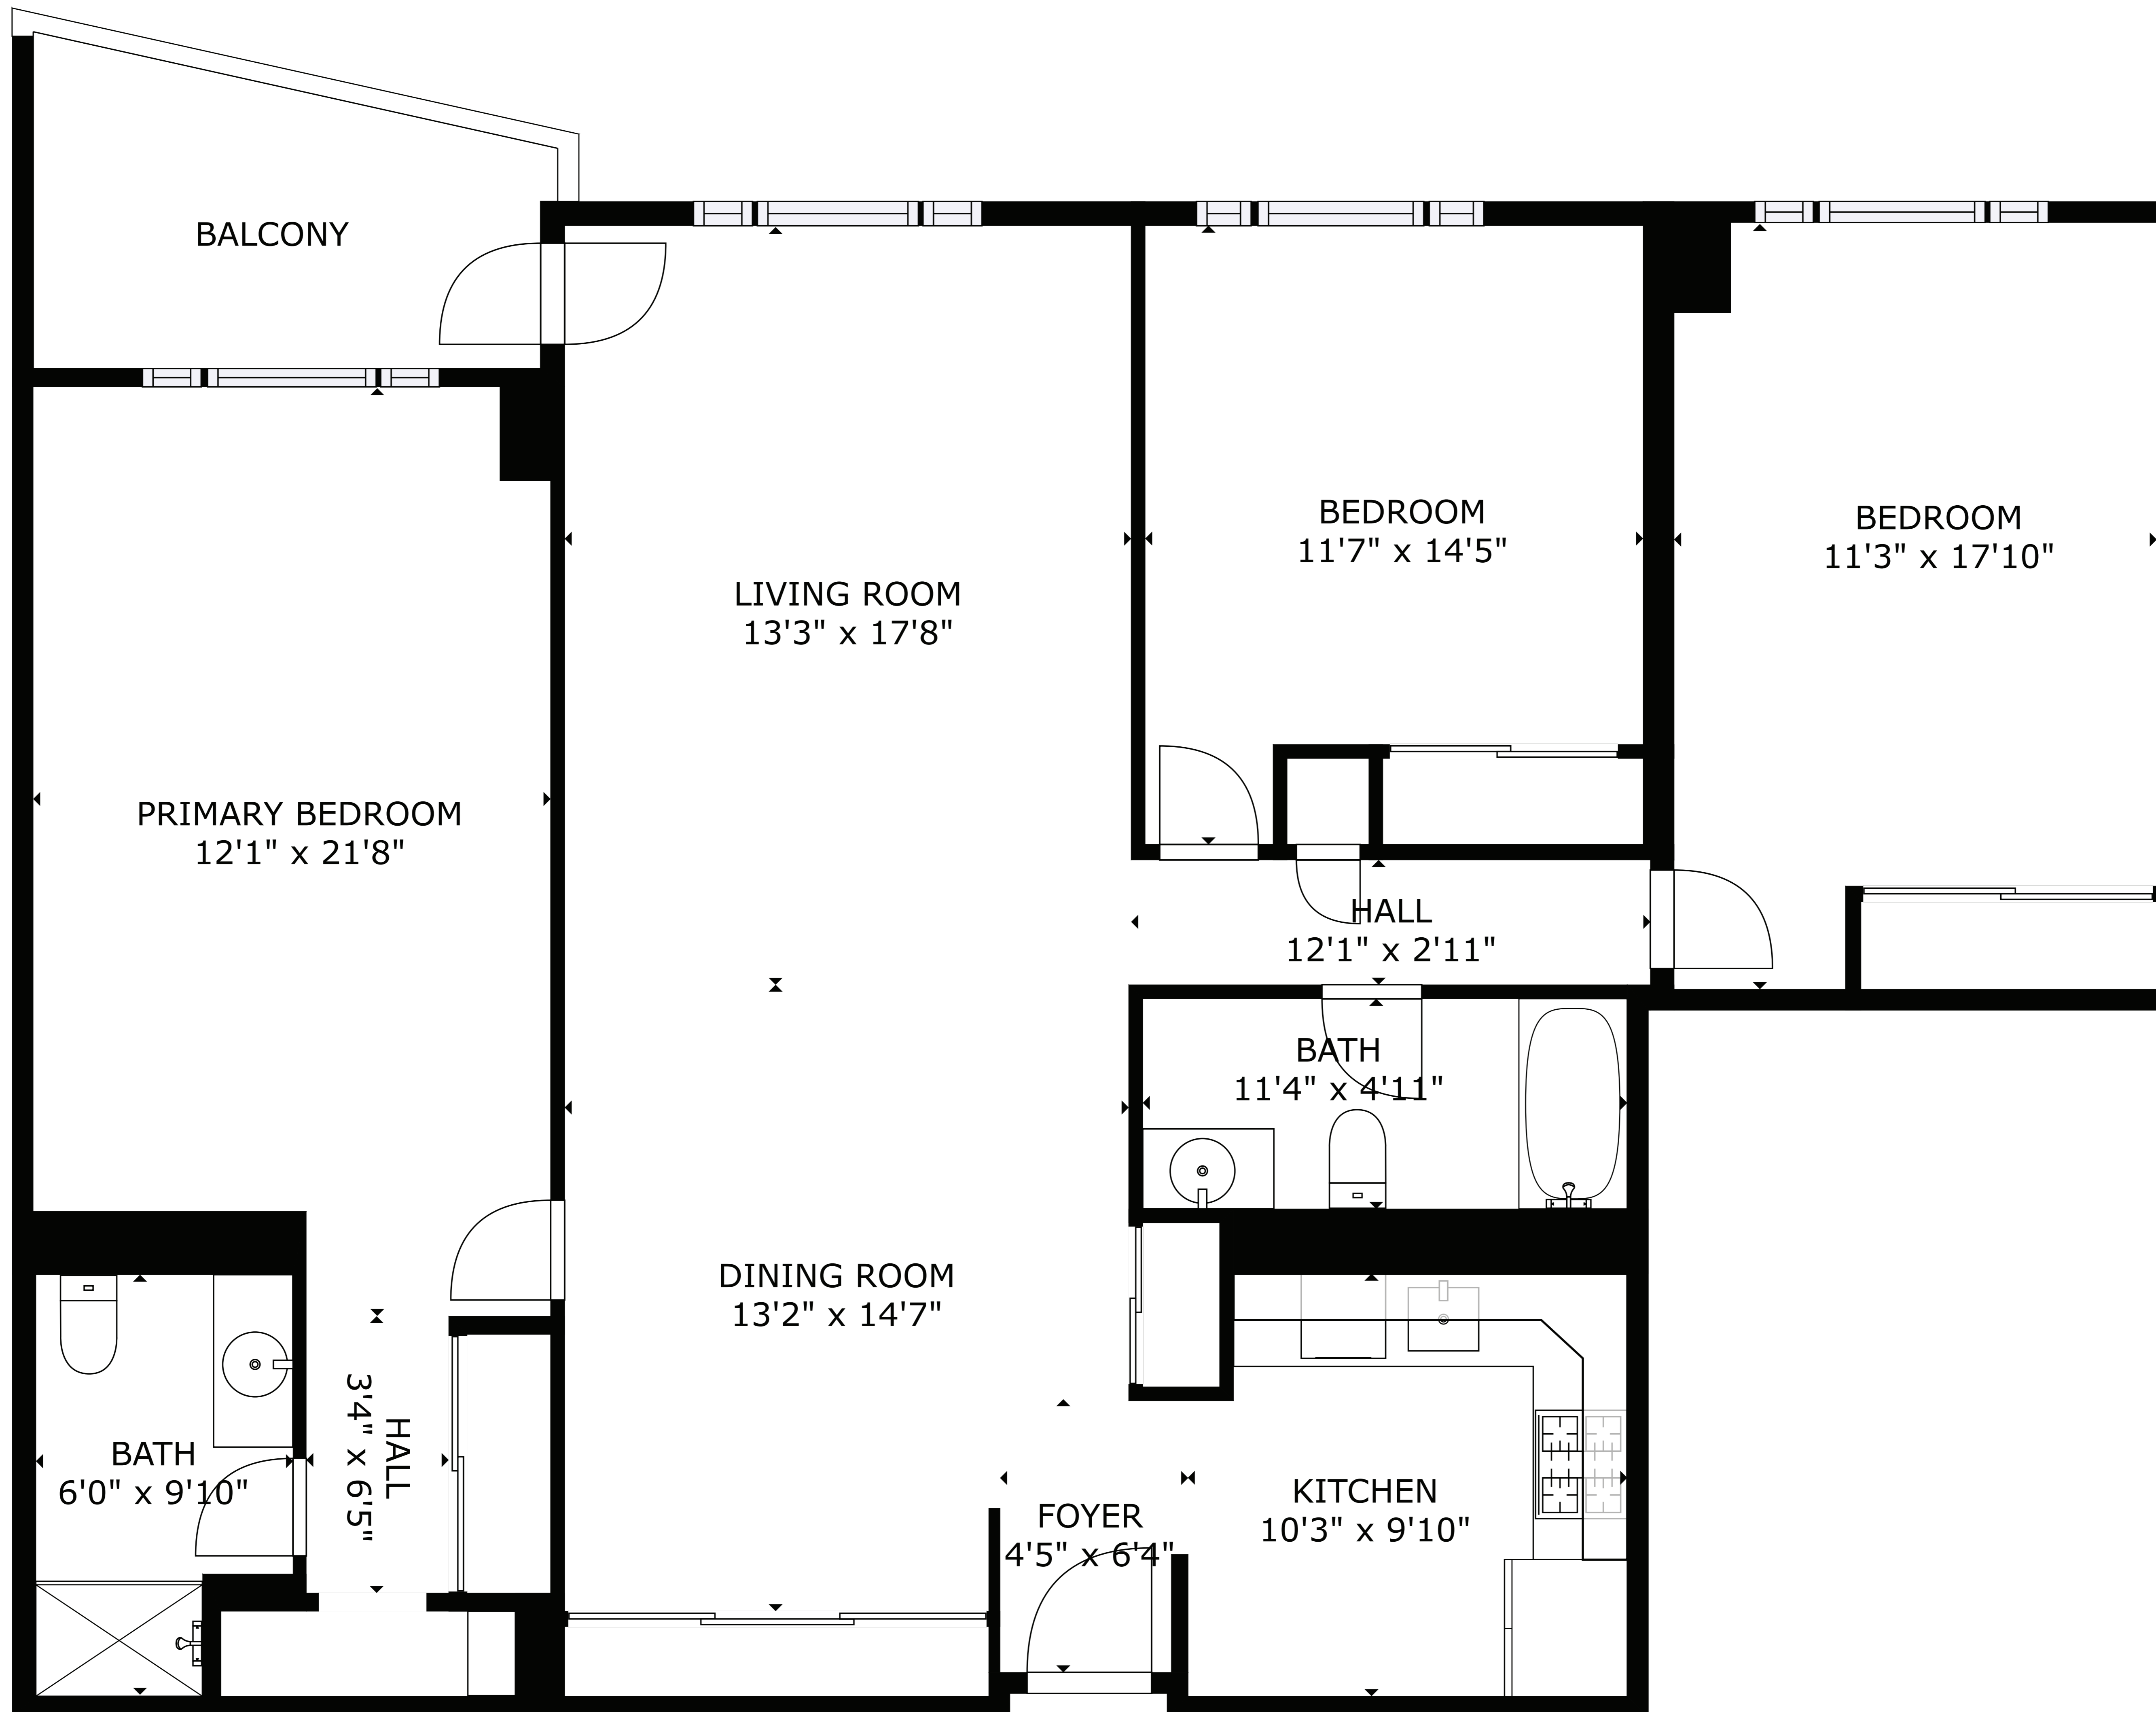 BALCONY
BEDROOM
11'7" x 14'5"
BEDROOM
11'3" x 17'10"
LIVING ROOM
13'3" x 17'8"
PRIMARY BEDROOM
12'1" x 21'8"
HALL
12'1" x 2'11"
BATH
11'4" x 4'11"
DINING ROOM
13'2" x 14'7"
HALL
3'4" x 6'5"
BATH
6'0" x 9'10"
FOYER
4'5" x 6'4"
KITCHEN
10'3" x 9'10"